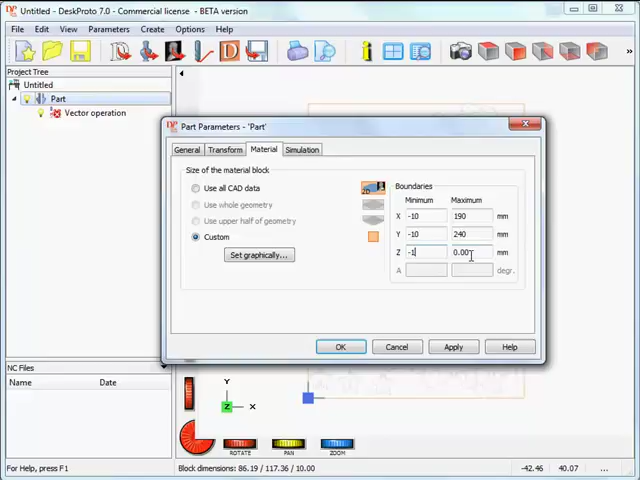 Untitled - DeskProto 7.0 - Commercial license - BETA version
File Edit View Parameters Create Options Help
Project Tree
Untitled
Part
Vector operation
Part Parameters - 'Part'
General Transform Material Simulation
Size of the material block
Use all CAD data
Use whole geometry
Use upper half of geometry
Custom
Set graphically...
2D
Boundaries
Minimum Maximum
X -10 190 mm
Y -10 240 mm
Z -1 0.00 mm
A degr.
OK Cancel Apply Help
NC Files
Name Date
Y
Z X
ROTATE PAN ZOOM
For Help, press F1
Block dimensions: 86.19 / 117.36 / 10.00
-42.46 40.07